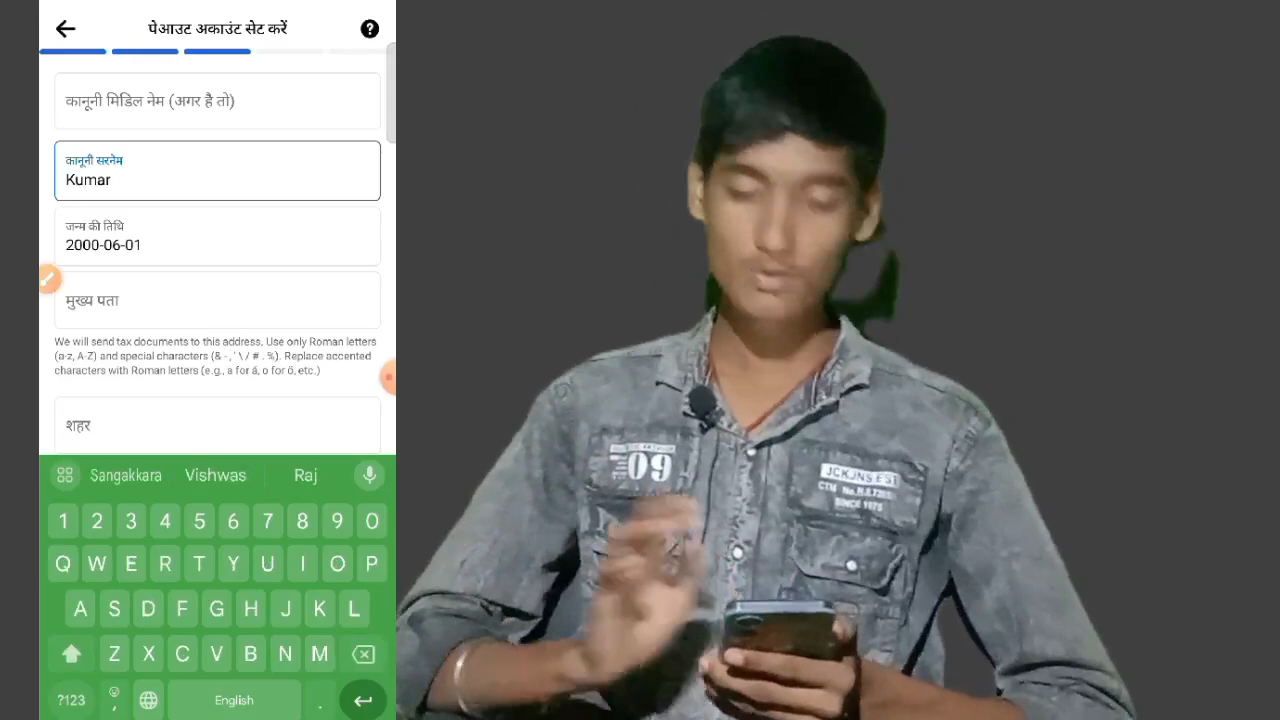 पेआउट अकाउंट सेट करें
कानूनी मिडिल नेम (अगर है तो)
कानूनी सरनेम
Kumar
जन्म की तिथि
2000-06-01
मुख्य पता
We will send tax documents to this address. Use only Roman letters
(a-z, A-Z) and special characters (& - , ' \ / # . %). Replace accented
characters with Roman letters (e.g., a for á, o for ö, etc.)
शहर
Sangakkara Vishwas Raj
1 2 3 4 5 6 7 8 9 0
Q W E R T Y U I O P
A S D F G H J K L
Z X C V B N M
?123 , English .
09
JCKJNS EST
SINCE 1975